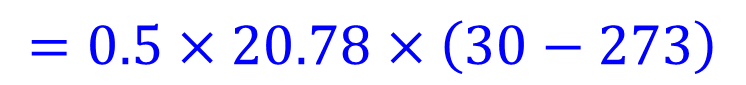 = 0.5 × 20.78 × (30 − 273)